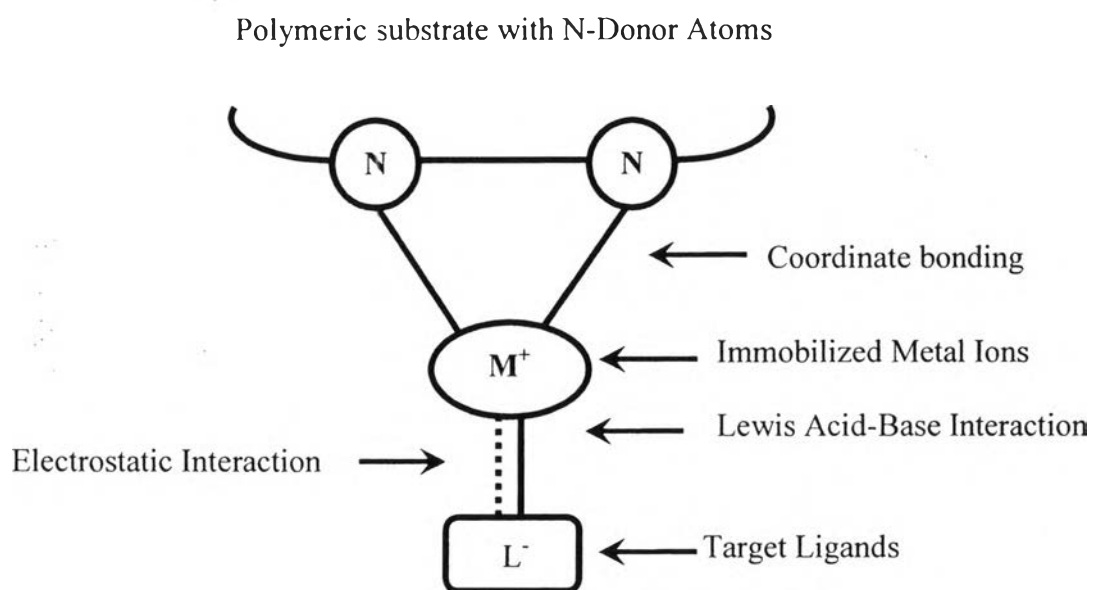 Polymeric substrate with N-Donor Atoms
N
N
Coordinate bonding
M⁺
Immobilized Metal Ions
Lewis Acid-Base Interaction
Electrostatic Interaction
L⁻
Target Ligands